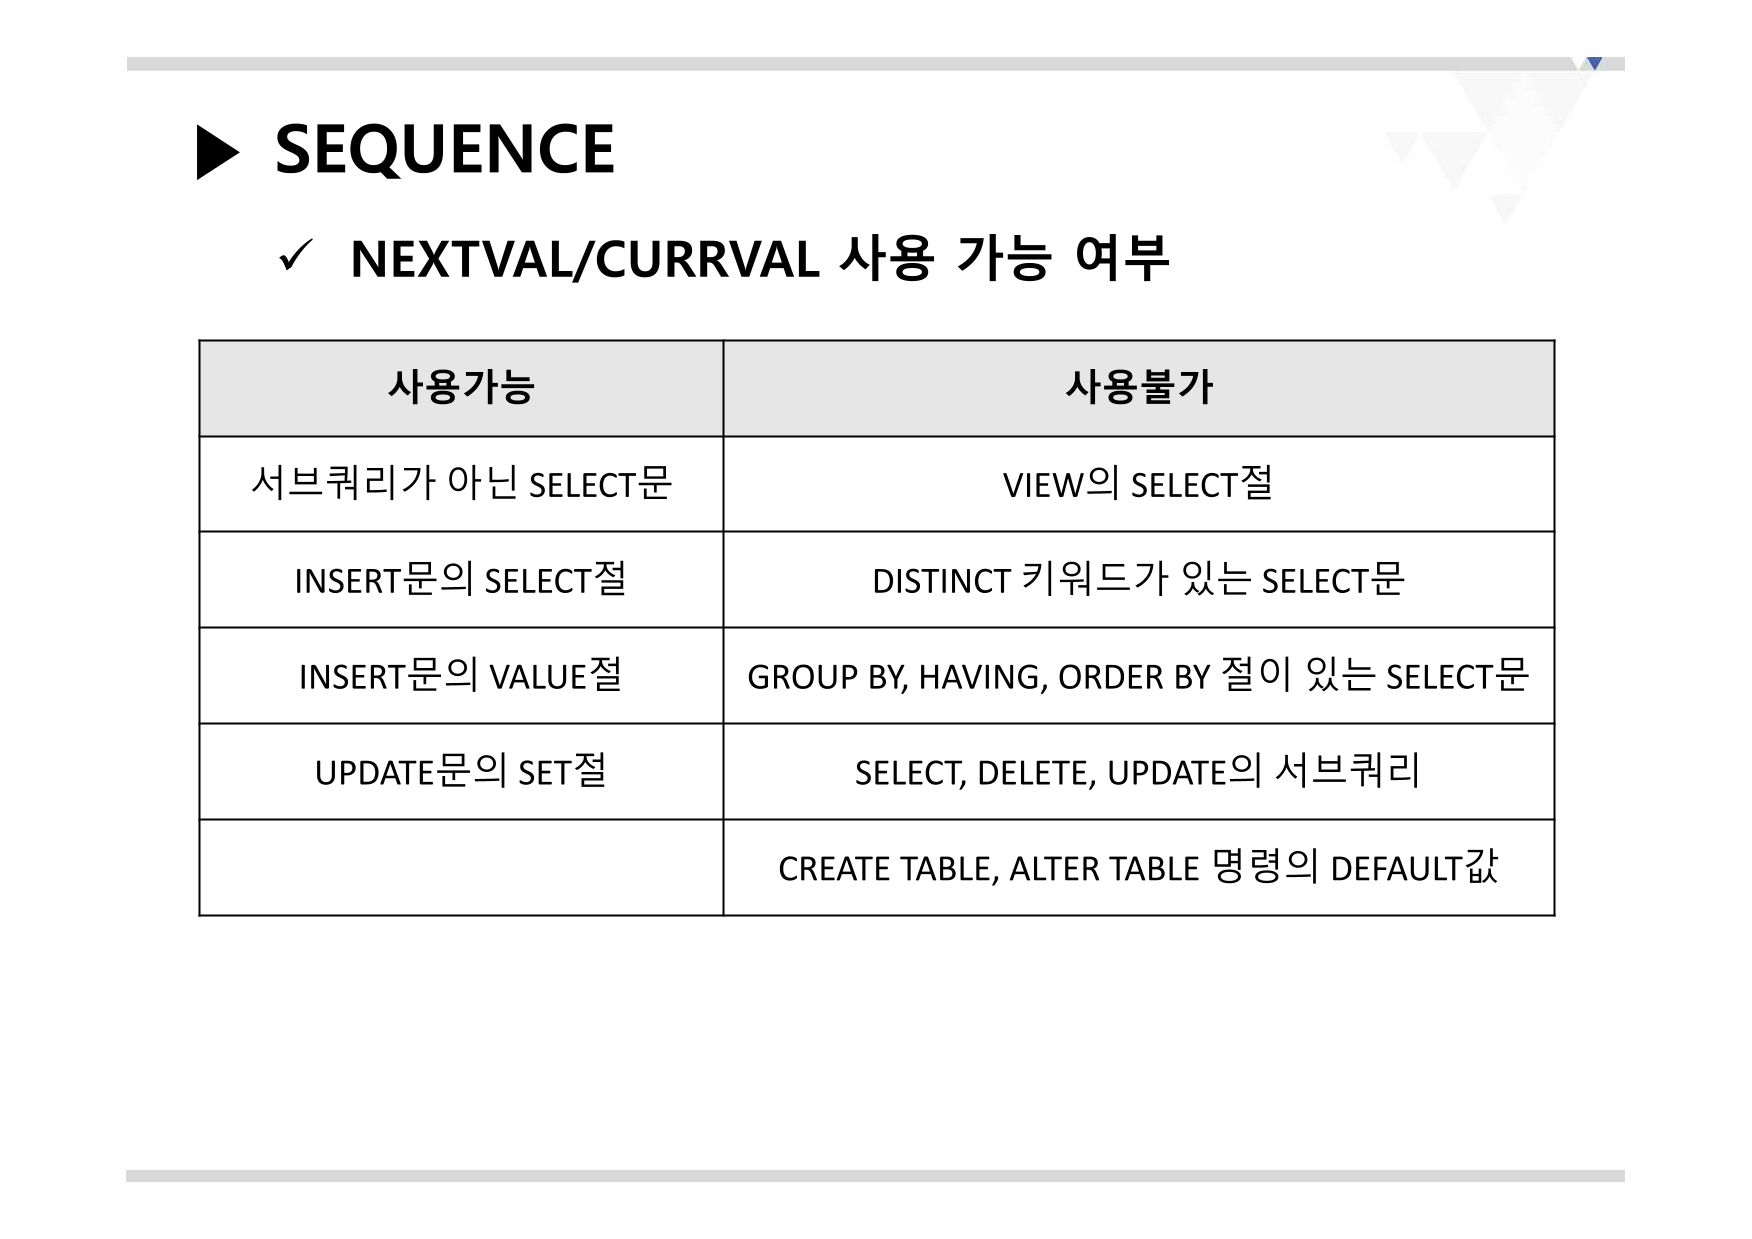 SEQUENCE
NEXTVAL/CURRVAL 사용 가능 여부
사용가능 사용불가
서브쿼리가 아닌 SELECT문 VIEW의 SELECT절
INSERT문의 SELECT절 DISTINCT 키워드가 있는 SELECT문
INSERT문의 VALUE절 GROUP BY, HAVING, ORDER BY 절이 있는 SELECT문
UPDATE문의 SET절 SELECT, DELETE, UPDATE의 서브쿼리
CREATE TABLE, ALTER TABLE 명령의 DEFAULT값